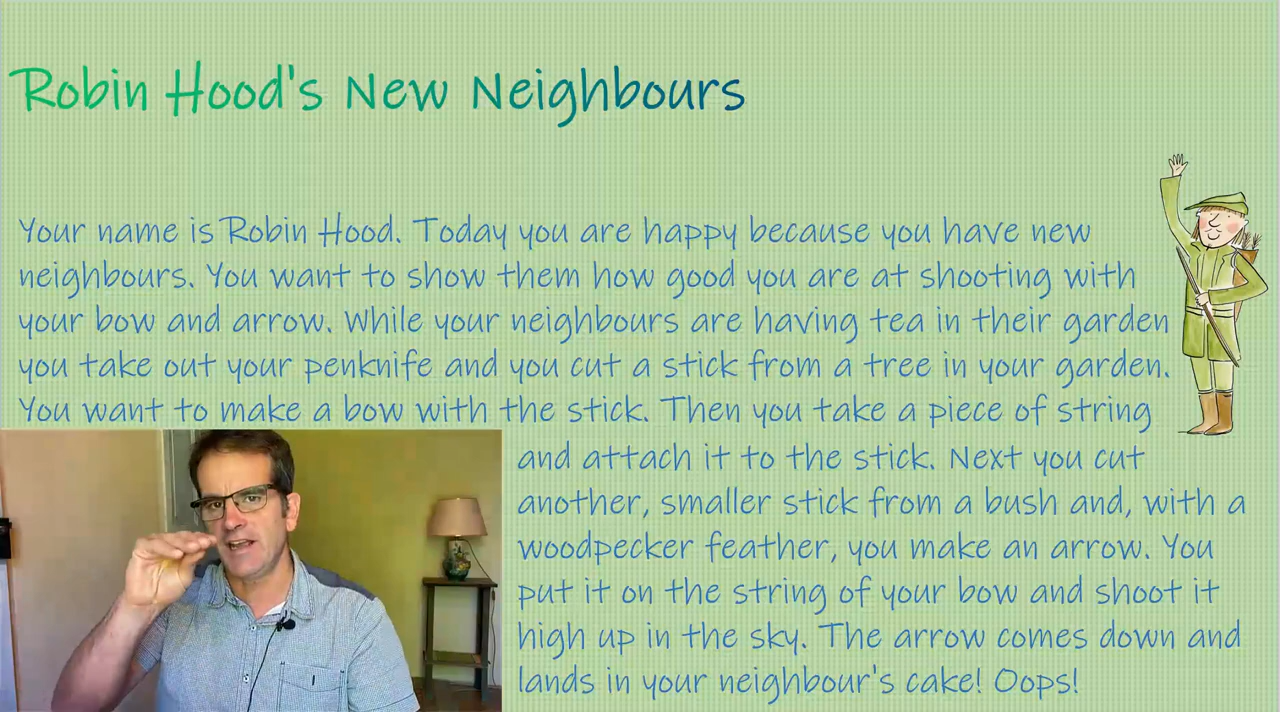 Robin Hood's New Neighbours
Your name is Robin Hood. Today you are happy because you have new
neighbours. You want to show them how good you are at shooting with
your bow and arrow. While your neighbours are having tea in their garden
you take out your penknife and you cut a stick from a tree in your garden.
You want to make a bow with the stick. Then you take a piece of string
and attach it to the stick. Next you cut
another, smaller stick from a bush and, with a
woodpecker feather, you make an arrow. You
put it on the string of your bow and shoot it
high up in the sky. The arrow comes down and
lands in your neighbour's cake! Oops!